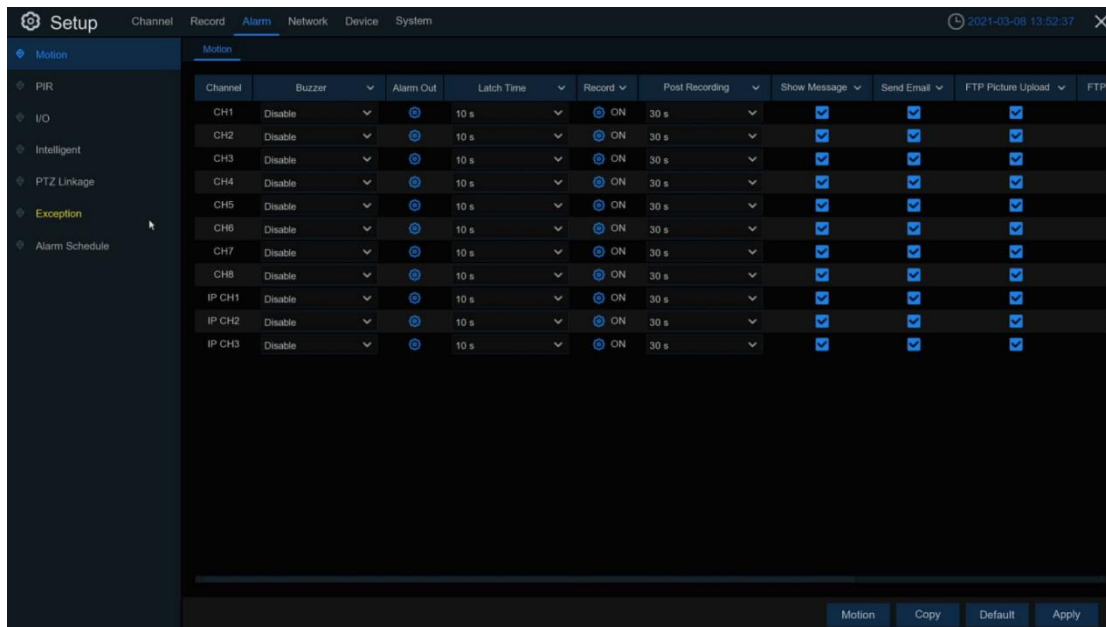 Setup Channel Record Alarm Network Device System 2021-03-08 13:52:37
Motion
PIR
I/O
Intelligent
PTZ Linkage
Exception
Alarm Schedule
Motion
Channel Buzzer Alarm Out Latch Time Record Post Recording Show Message Send Email FTP Picture Upload FTP
CH1 Disable 10 s ON 30 s
CH2 Disable 10 s ON 30 s
CH3 Disable 10 s ON 30 s
CH4 Disable 10 s ON 30 s
CH5 Disable 10 s ON 30 s
CH6 Disable 10 s ON 30 s
CH7 Disable 10 s ON 30 s
CH8 Disable 10 s ON 30 s
IP CH1 Disable 10 s ON 30 s
IP CH2 Disable 10 s ON 30 s
IP CH3 Disable 10 s ON 30 s
Motion Copy Default Apply